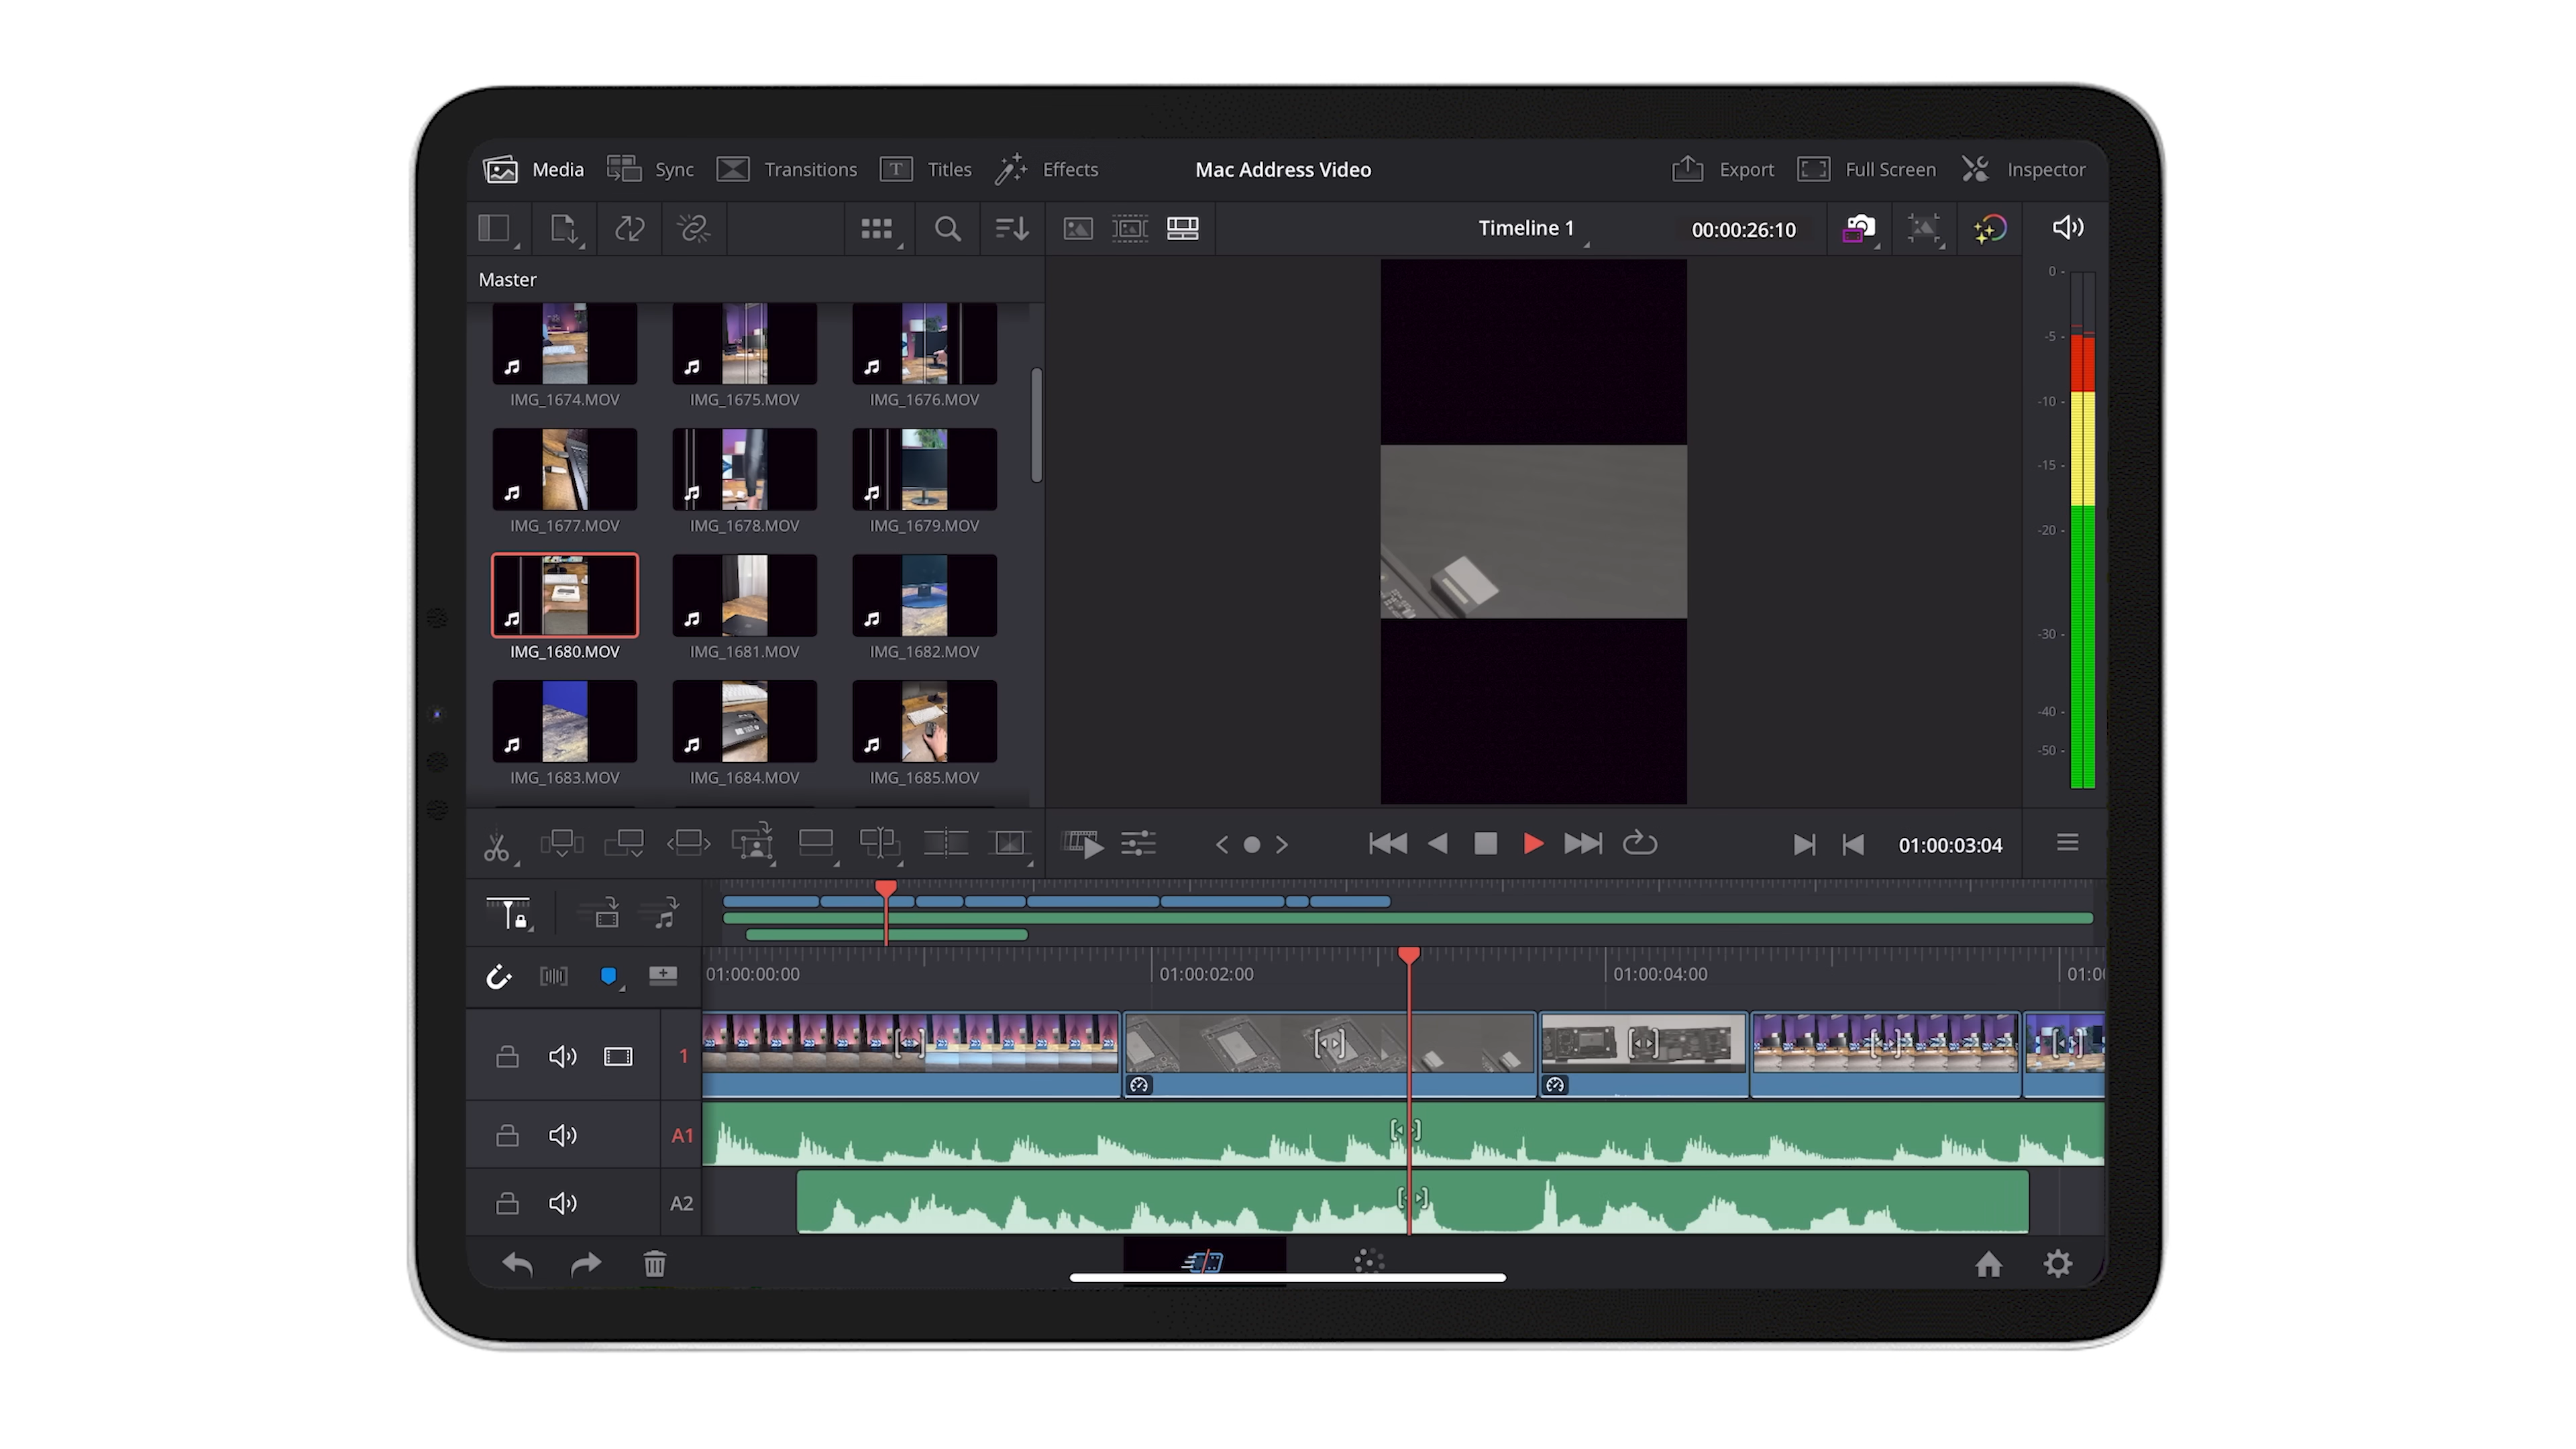 Media Sync Transitions Titles Effects Mac Address Video Export Full Screen Inspector
Timeline 1 00:00:26:10
Master
IMG_1674.MOV IMG_1675.MOV IMG_1676.MOV
IMG_1677.MOV IMG_1678.MOV IMG_1679.MOV
IMG_1680.MOV IMG_1681.MOV IMG_1682.MOV
IMG_1683.MOV IMG_1684.MOV IMG_1685.MOV
0 -
-5 -
-10 -
-15 -
-20 -
-30 -
-40 -
-50 -
01:00:03:04
01:00:00:00 01:00:02:00 01:00:04:00 01:00
1
A1
A2